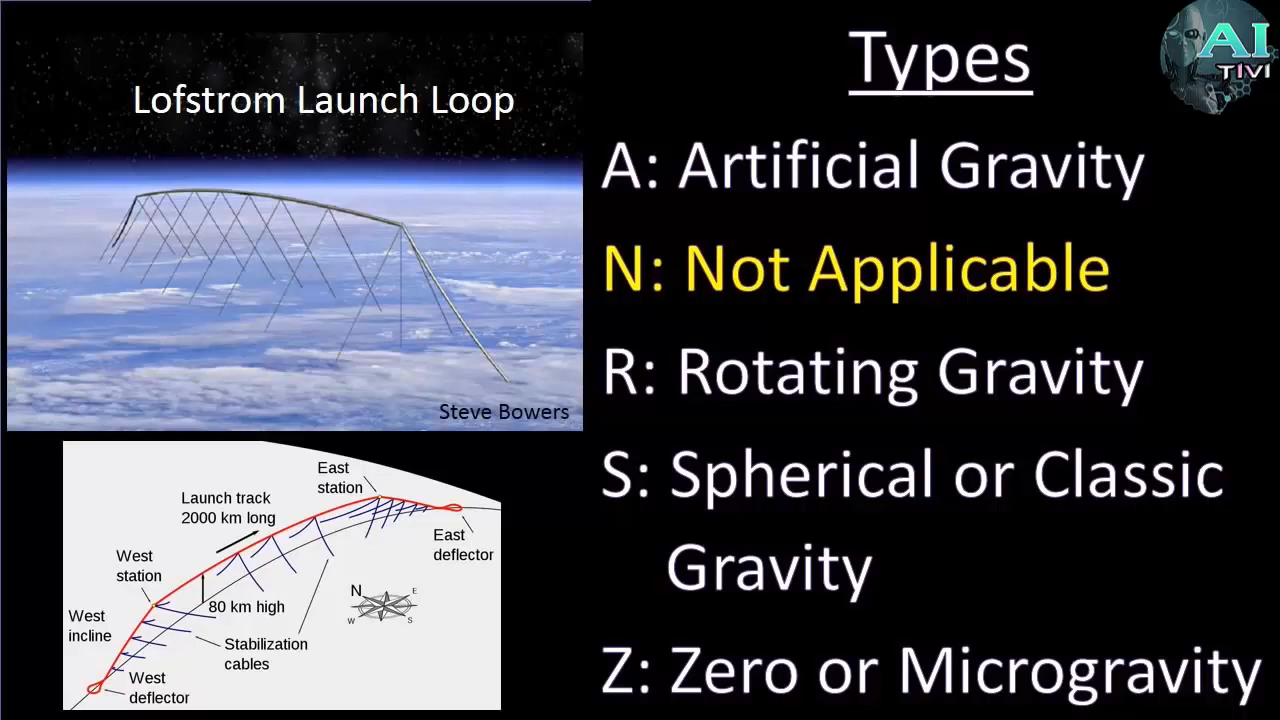 Lofstrom Launch Loop
Steve Bowers
East
station
Launch track
2000 km long
West
station
East
deflector
80 km high
N
E
W
S
West
incline
Stabilization
cables
West
deflector
Types
A: Artificial Gravity
N: Not Applicable
R: Rotating Gravity
S: Spherical or Classic
Gravity
Z: Zero or Microgravity
AI
TIVI